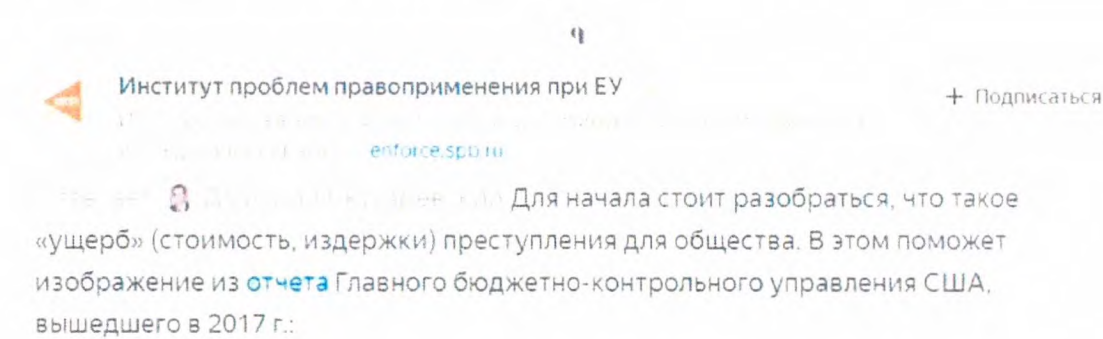 Институт проблем правоприменения при ЕУ
+ Подписаться
enforce.spb.ru
Для начала стоит разобраться, что такое
«ущерб» (стоимость, издержки) преступления для общества. В этом поможет
изображение из отчета Главного бюджетно-контрольного управления США,
вышедшего в 2017 г.: